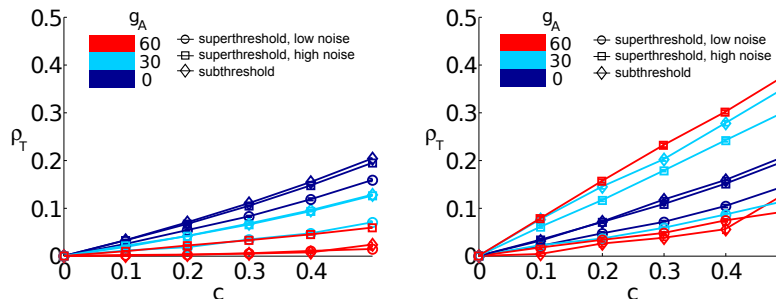 0.5
g_A
60 superthreshold, low noise
0.4
30 superthreshold, high noise
0 subthreshold
0.3
ρ_T
0.2
0.1
0
0 0.1 0.2 0.3 0.4
c
0.5
g_A
60 superthreshold, low noise
0.4
30 superthreshold, high noise
0 subthreshold
0.3
ρ_T
0.2
0.1
0
0 0.1 0.2 0.3 0.4
c